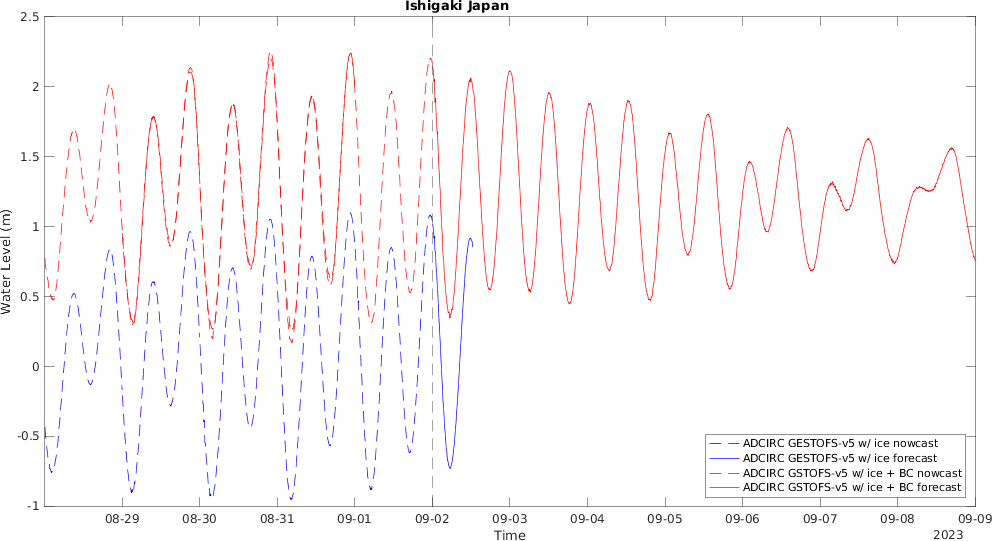 Ishigaki Japan
2.5
2
1.5
1
0.5
0
-0.5
-1
Water Level (m)
08-29 08-30 08-31 09-01 09-02 09-03 09-04 09-05 09-06 09-07 09-08 09-09
Time
2023
ADCIRC GESTOFS-v5 w/ ice nowcast
ADCIRC GESTOFS-v5 w/ ice forecast
ADCIRC GSTOFS-v5 w/ ice + BC nowcast
ADCIRC GSTOFS-v5 w/ ice + BC forecast